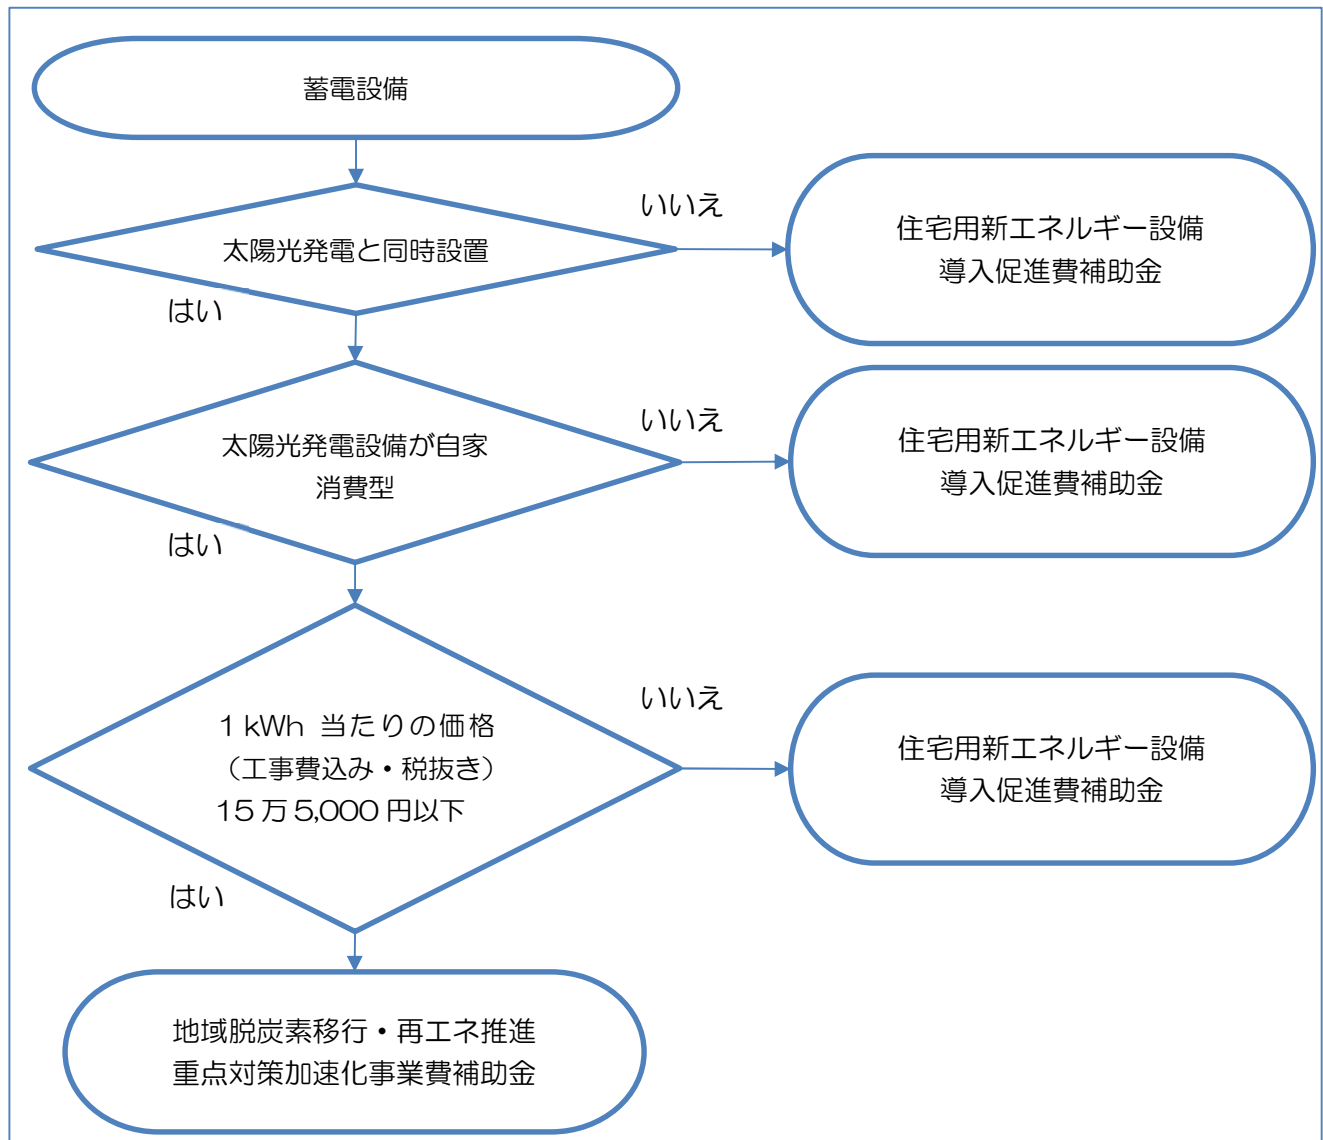 蓄電設備
太陽光発電と同時設置
いいえ
住宅用新エネルギー設備
導入促進費補助金
はい
太陽光発電設備が自家
消費型
いいえ
住宅用新エネルギー設備
導入促進費補助金
はい
1 kWh 当たりの価格
（工事費込み・税抜き）
15 万 5,000 円以下
いいえ
住宅用新エネルギー設備
導入促進費補助金
はい
地域脱炭素移行・再エネ推進
重点対策加速化事業費補助金